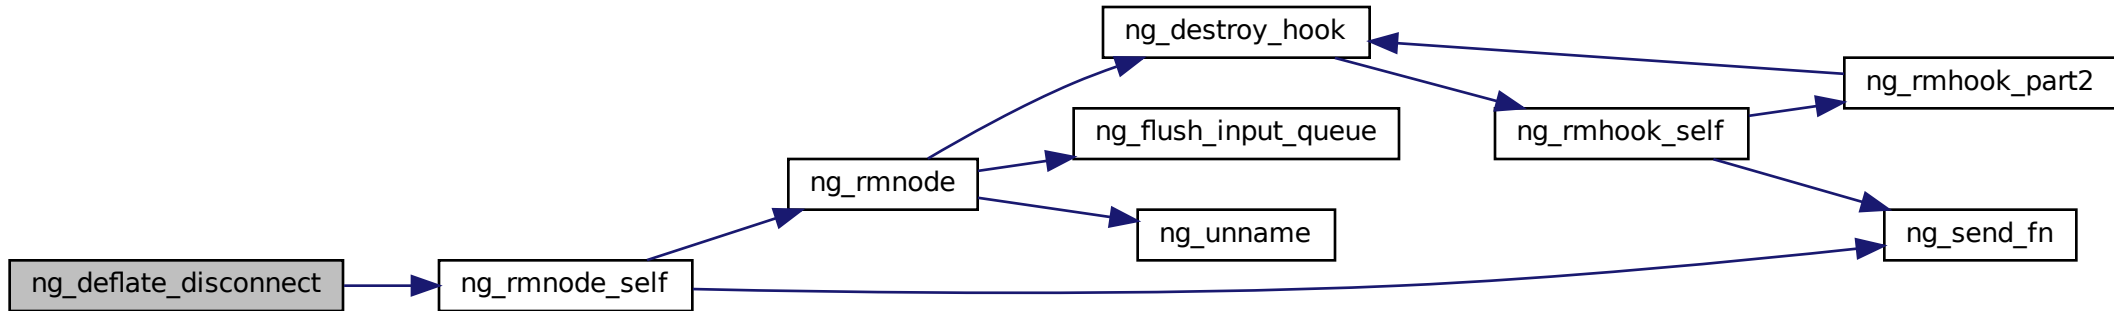 ng_destroy_hook
ng_rmhook_part2
ng_flush_input_queue
ng_rmhook_self
ng_rmnode
ng_unname
ng_send_fn
ng_deflate_disconnect
ng_rmnode_self